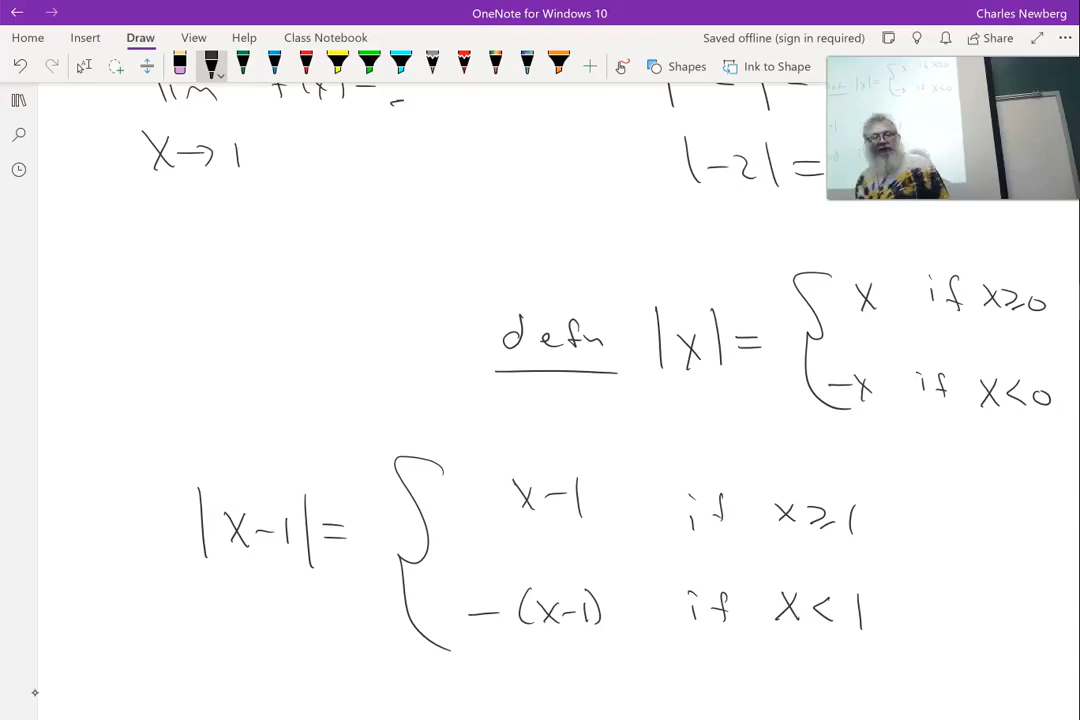 OneNote for Windows 10
Charles Newberg
Home Insert Draw View Help Class Notebook
Saved offline (sign in required)
Share
Shapes
Ink to Shape
lim f(x) =
x → 1
|-2| =
defn |x| = { x if x ≥ 0
-x if x < 0
|x-1| = { x-1 if x ≥ 1
-(x-1) if x < 1